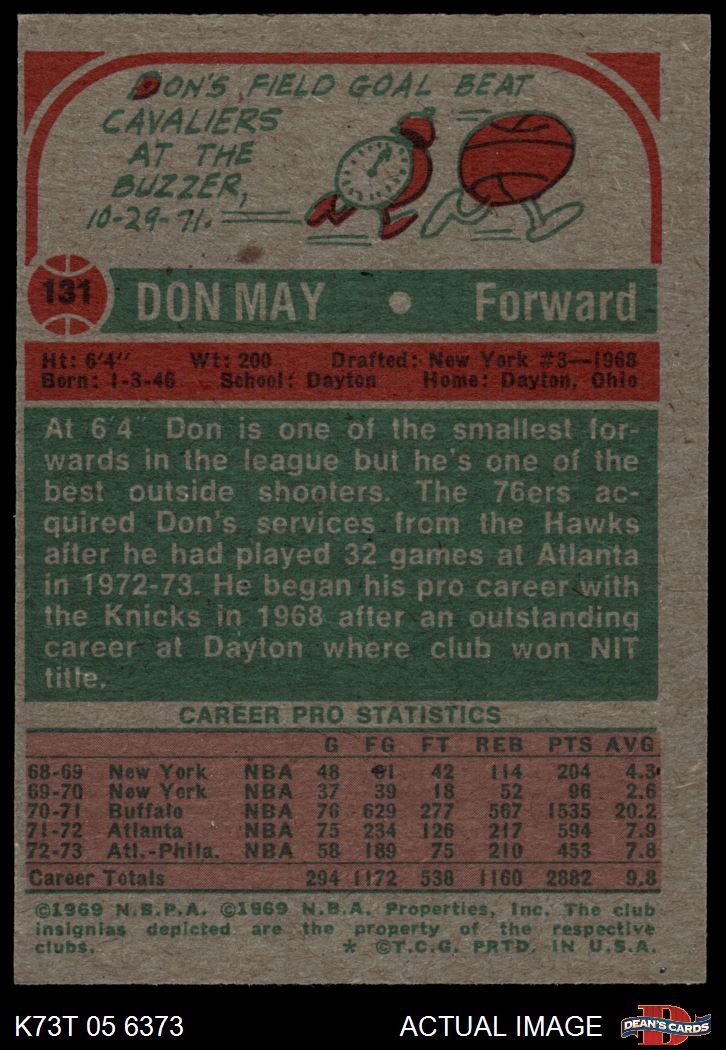 DON'S FIELD GOAL BEAT
CAVALIERS
AT THE
BUZZER,
10-29-71.
131 DON MAY • Forward
Ht: 6'4" Wt: 200 Drafted: New York #3—1968
Born: 1-3-46 School: Dayton Home: Dayton, Ohio
At 6'4" Don is one of the smallest for-
wards in the league but he's one of the
best outside shooters. The 76ers ac-
quired Don's services from the Hawks
after he had played 32 games at Atlanta
in 1972-73. He began his pro career with
the Knicks in 1968 after an outstanding
career at Dayton where club won NIT
title.
CAREER PRO STATISTICS
G FG FT REB PTS AVG
68-69 New York NBA 48 81 42 114 204 4.3
69-70 New York NBA 37 39 18 52 96 2.6
70-71 Buffalo NBA 76 629 277 567 1535 20.2
71-72 Atlanta NBA 75 234 126 217 594 7.9
72-73 Atl.-Phila. NBA 58 189 75 210 453 7.8
Career Totals 294 1172 538 1160 2882 9.8
©1969 N.B.P.A. ©1969 N.B.A. Properties, Inc. The club
insignias depicted are the property of the respective
clubs. * ©T.C.G. PRTD. IN U.S.A.
K73T 05 6373 ACTUAL IMAGE DEAN'S CARDS